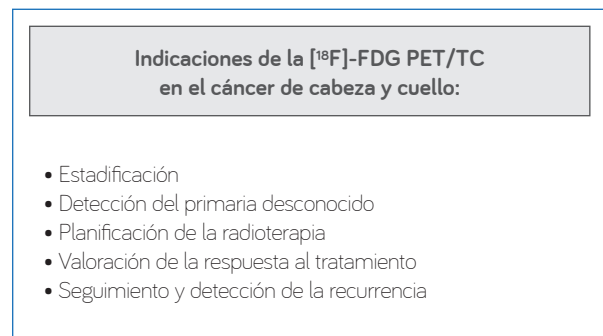 Indicaciones de la [¹⁸F]-FDG PET/TC
en el cáncer de cabeza y cuello:
• Estadificación
• Detección del primaria desconocido
• Planificación de la radioterapia
• Valoración de la respuesta al tratamiento
• Seguimiento y detección de la recurrencia